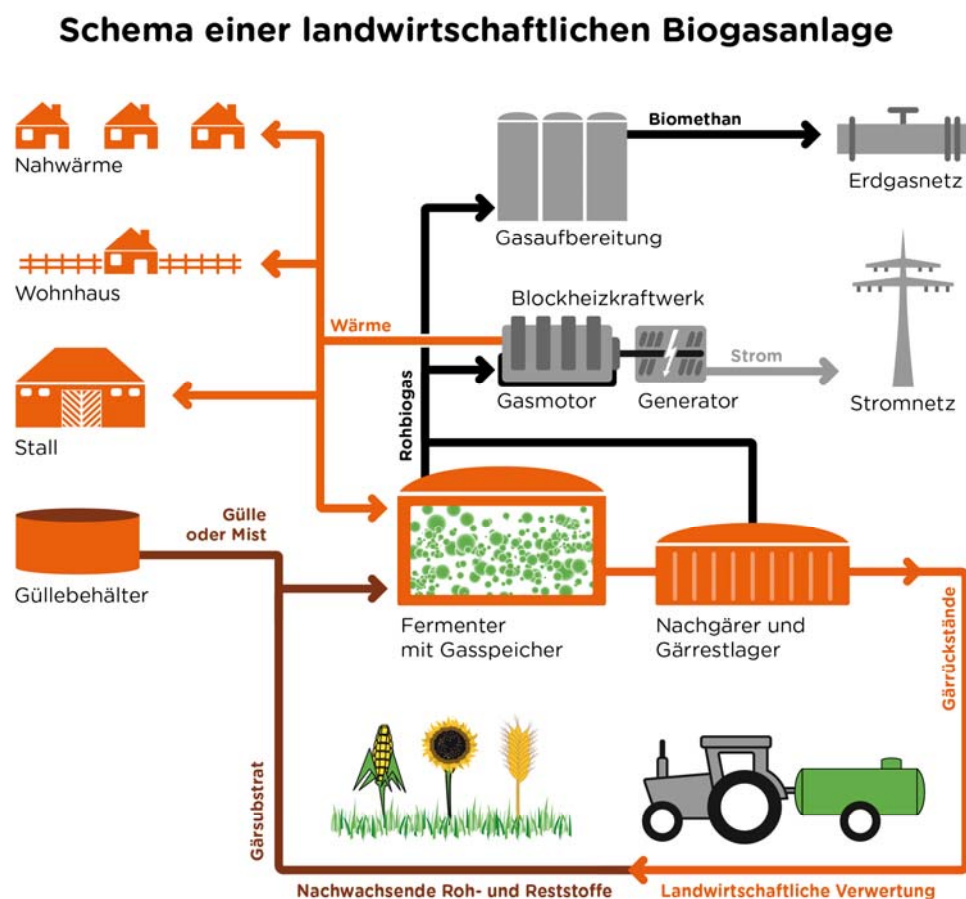 Schema einer landwirtschaftlichen Biogasanlage
Nahwärme
Biomethan
Erdgasnetz
Gasaufbereitung
Wohnhaus
Blockheizkraftwerk
Wärme
Strom
Gasmotor
Generator
Stromnetz
Stall
Rohbiogas
Gülle
oder Mist
Güllebehälter
Fermenter
mit Gasspeicher
Nachgärer und
Gärrestlager
Gärrückstände
Gärsubstrat
Nachwachsende Roh- und Reststoffe
Landwirtschaftliche Verwertung